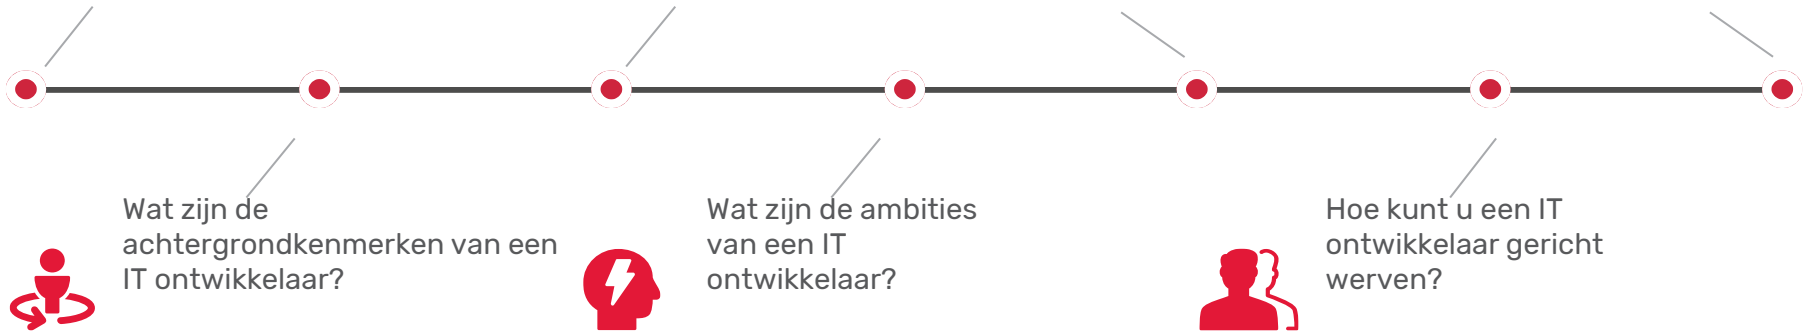 Wat zijn de
achtergrondkenmerken van een
IT ontwikkelaar?
Wat zijn de ambities
van een IT
ontwikkelaar?
Hoe kunt u een IT
ontwikkelaar gericht
werven?